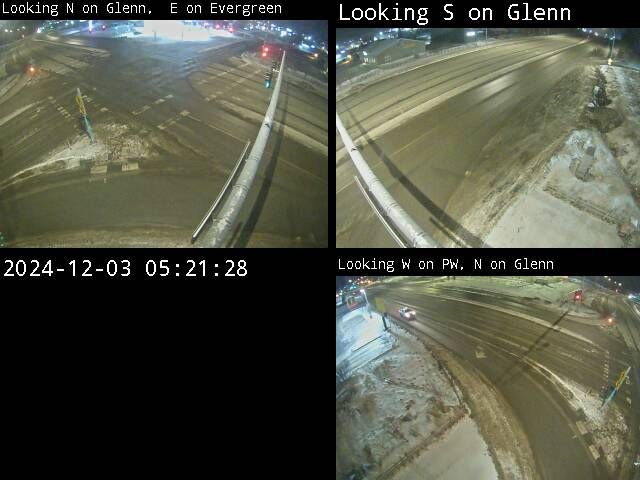 Looking N on Glenn,  E on Evergreen
Looking S on Glenn
2024-12-03 05:21:28
Looking W on PW, N on Glenn